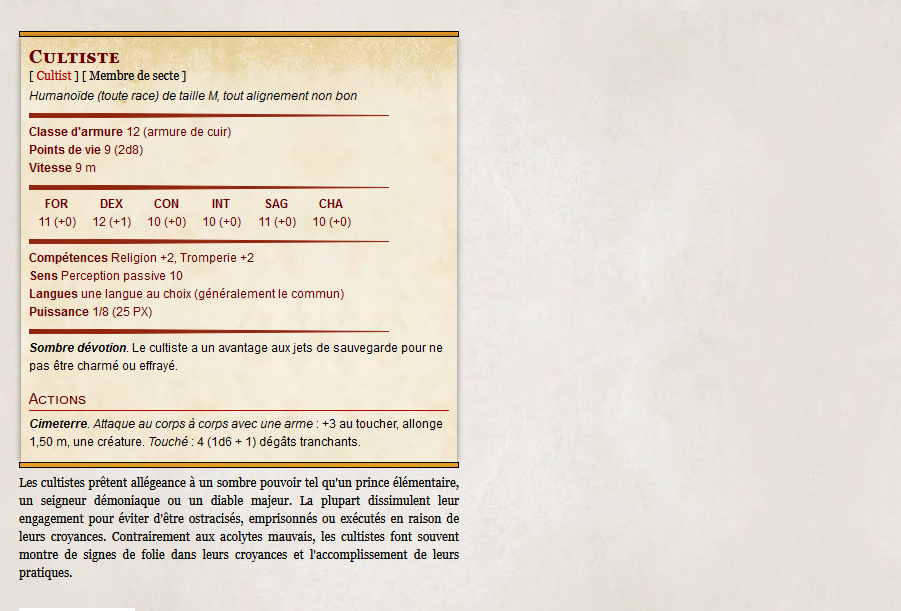 Cultiste
[ Cultist ] [ Membre de secte ]
Humanoïde (toute race) de taille M, tout alignement non bon
Classe d'armure 12 (armure de cuir)
Points de vie 9 (2d8)
Vitesse 9 m
FOR DEX CON INT SAG CHA
11 (+0) 12 (+1) 10 (+0) 10 (+0) 11 (+0) 10 (+0)
Compétences Religion +2, Tromperie +2
Sens Perception passive 10
Langues une langue au choix (généralement le commun)
Puissance 1/8 (25 PX)
Sombre dévotion. Le cultiste a un avantage aux jets de sauvegarde pour ne
pas être charmé ou effrayé.
Actions
Cimeterre. Attaque au corps à corps avec une arme : +3 au toucher, allonge
1,50 m, une créature. Touché : 4 (1d6 + 1) dégâts tranchants.
Les cultistes prêtent allégeance à un sombre pouvoir tel qu'un prince élémentaire,
un seigneur démoniaque ou un diable majeur. La plupart dissimulent leur
engagement pour éviter d'être ostracisés, emprisonnés ou exécutés en raison de
leurs croyances. Contrairement aux acolytes mauvais, les cultistes font souvent
montre de signes de folie dans leurs croyances et l'accomplissement de leurs
pratiques.